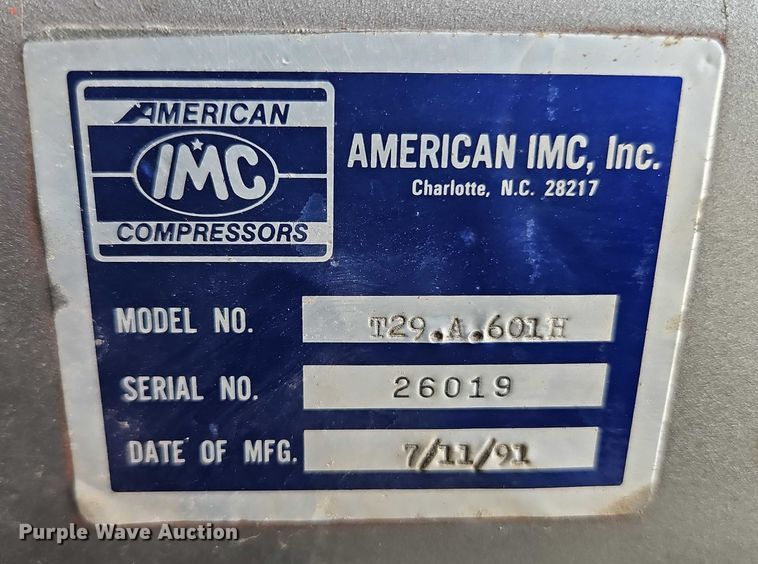 AMERICAN
IMC
COMPRESSORS
AMERICAN IMC, Inc.
Charlotte, N.C. 28217
MODEL NO. T29.A.601H
SERIAL NO. 26019
DATE OF MFG. 7/11/91
Purple Wave Auction